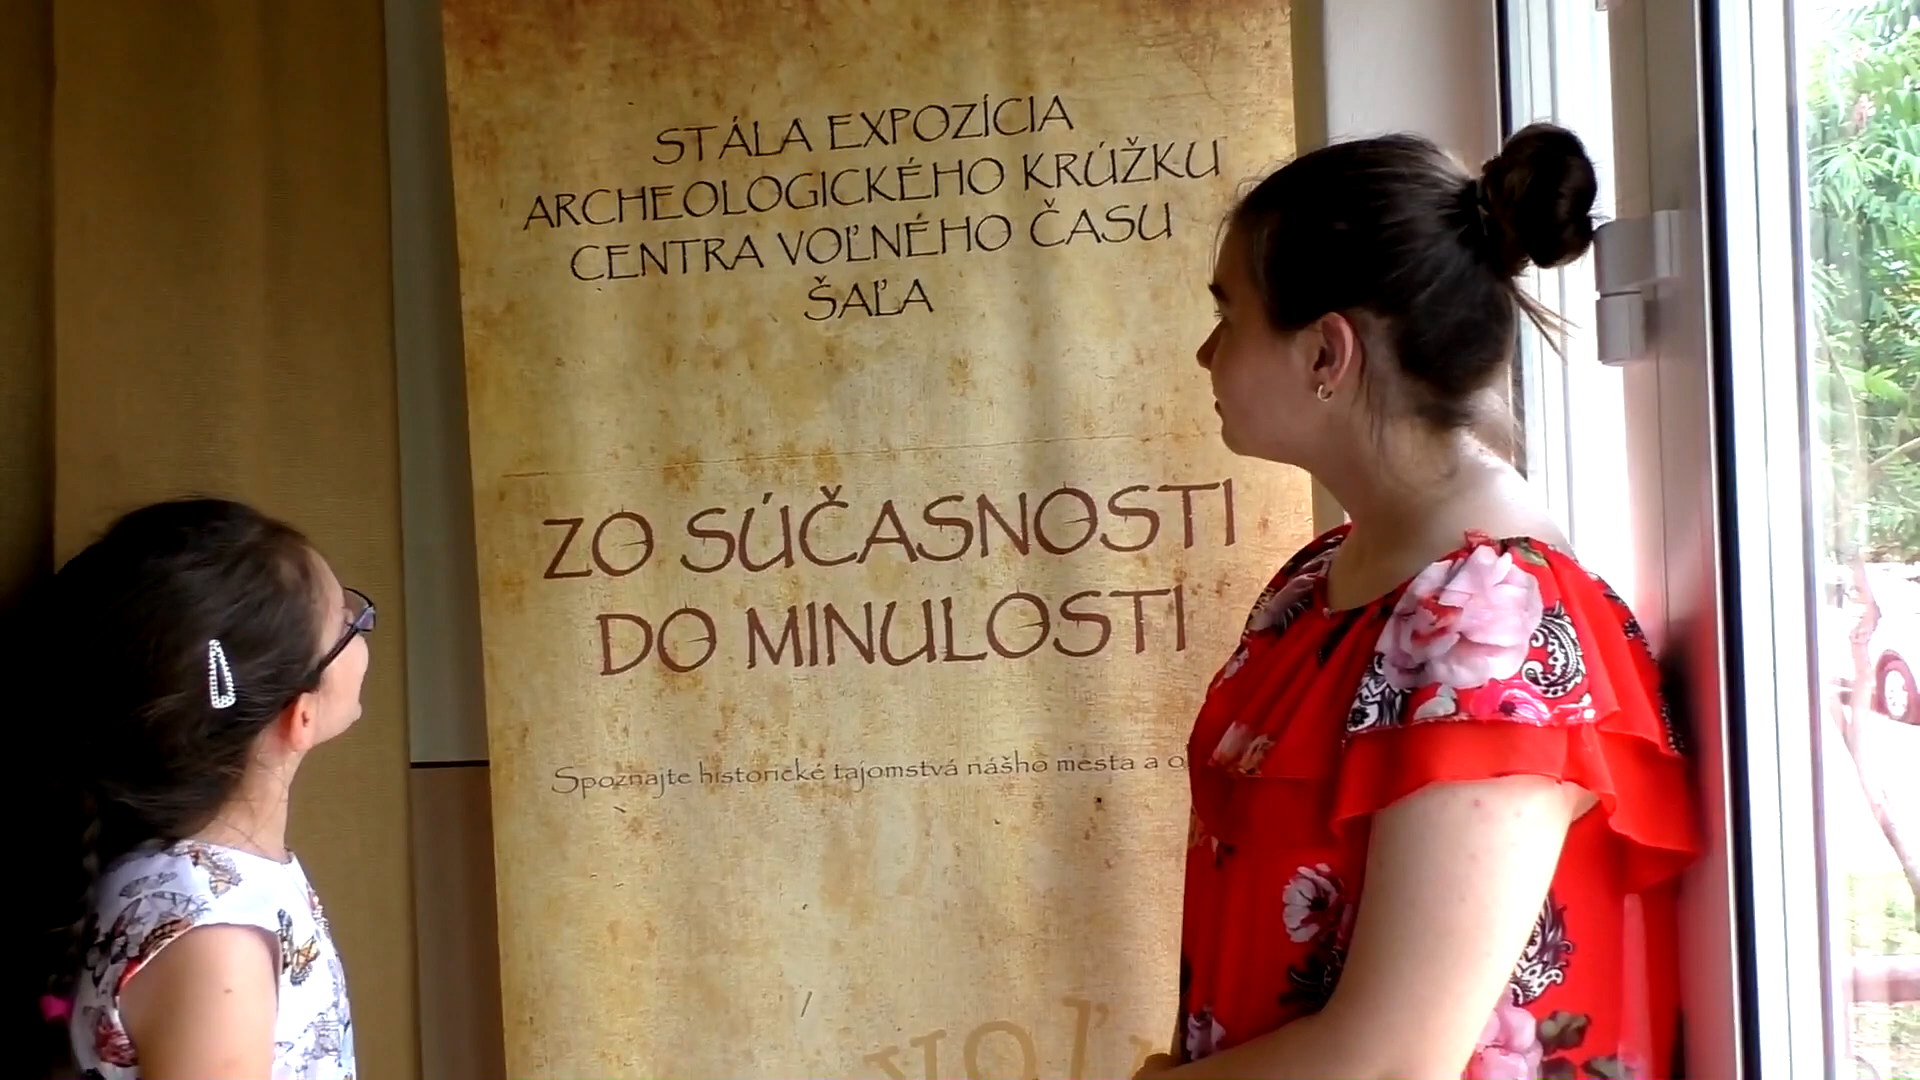 STÁLA EXPOZÍCIA
ARCHEOLOGICKÉHO KRÚŽKU
CENTRA VOĽNÉHO ČASU
ŠAĽA
ZO SÚČASNOSTI
DO MINULOSTI
Spoznajte historické tajomstvá nášho mesta a